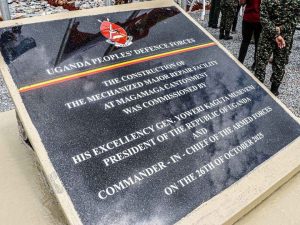 UGANDA PEOPLES' DEFENCE FORCES
THE CONSTRUCTION OF
THE MECHANIZED MAJOR REPAIR FACILITY
AT MAGAMAGA CANTONMENT
WAS COMMISSIONED BY
HIS EXCELLENCY GEN. YOWERI KAGUTA MUSEVENI
PRESIDENT OF THE REPUBLIC OF UGANDA
AND
COMMANDER - IN - CHIEF OF THE ARMED FORCES
ON THE 26TH OF OCTOBER 2025